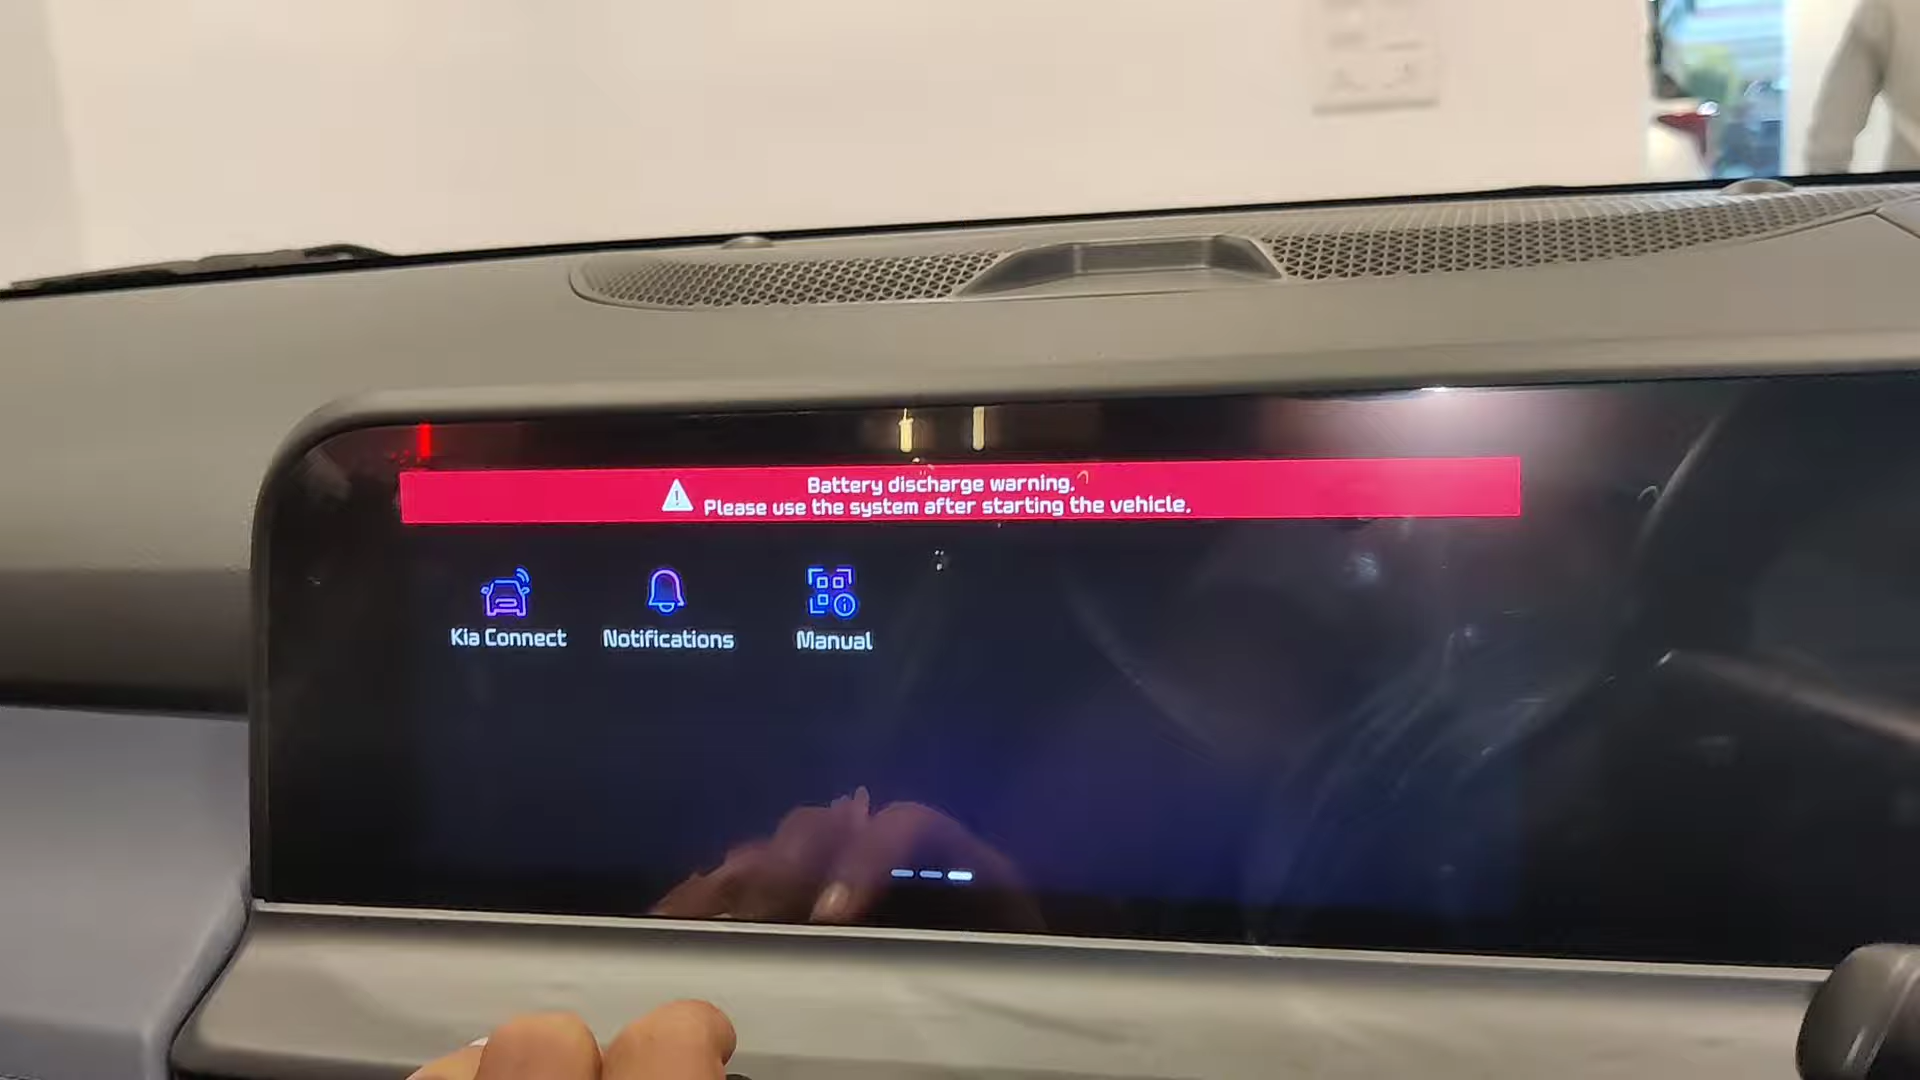 Battery discharge warning.
Please use the system after starting the vehicle.
Kia Connect
Notifications
Manual